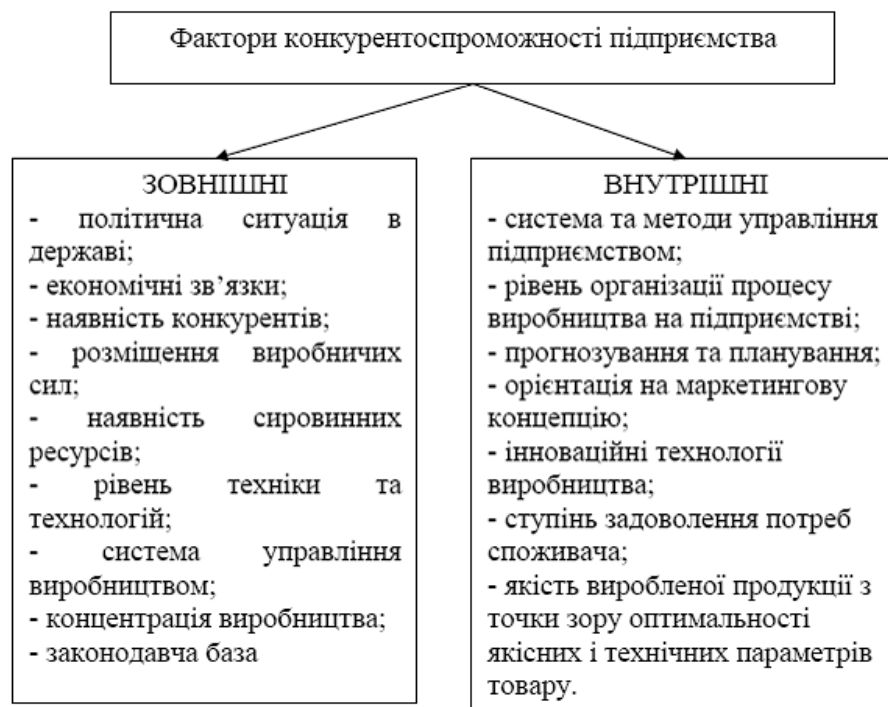 Фактори конкурентоспроможності підприємства
ЗОВНІШНІ
- політична ситуація в
державі;
- економічні зв’язки;
- наявність конкурентів;
- розміщення виробничих
сил;
- наявність сировинних
ресурсів;
- рівень техніки та
технологій;
- система управління
виробництвом;
- концентрація виробництва;
- законодавча база
ВНУТРІШНІ
- система та методи управління
підприємством;
- рівень організації процесу
виробництва на підприємстві;
- прогнозування та планування;
- орієнтація на маркетингову
концепцію;
- інноваційні технології
виробництва;
- ступінь задоволення потреб
споживача;
- якість виробленої продукції з
точки зору оптимальності
якісних і технічних параметрів
товару.